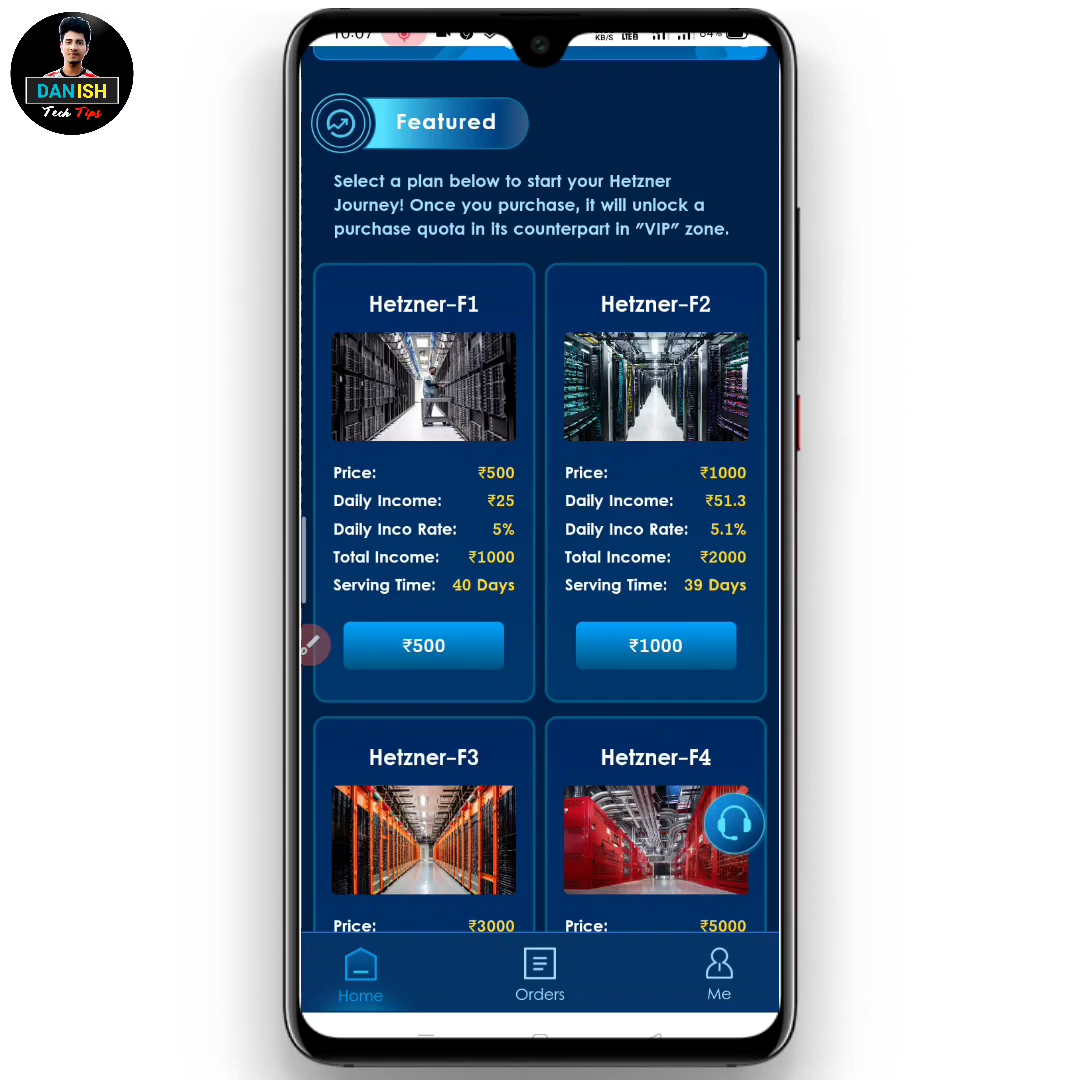 DANISH
Tech Tips
10:07
KB/S
64%
Featured
Select a plan below to start your Hetzner
Journey! Once you purchase, it will unlock a
purchase quota in its counterpart in "VIP" zone.
Hetzner-F1
Price: ₹500
Daily Income: ₹25
Daily Inco Rate: 5%
Total Income: ₹1000
Serving Time: 40 Days
₹500
Hetzner-F2
Price: ₹1000
Daily Income: ₹51.3
Daily Inco Rate: 5.1%
Total Income: ₹2000
Serving Time: 39 Days
₹1000
Hetzner-F3
Price: ₹3000
Hetzner-F4
Price: ₹5000
Home
Orders
Me